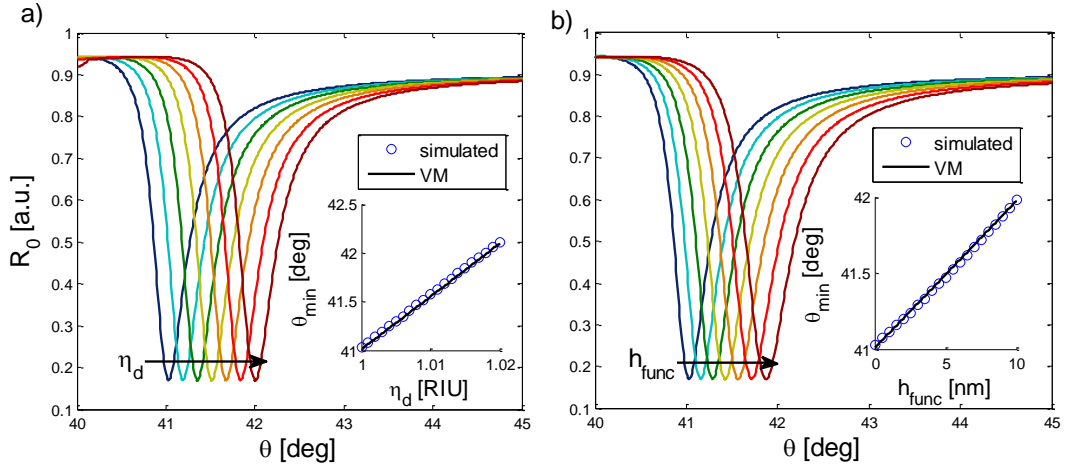 a)
R0 [a.u.]
1
0.9
0.8
0.7
0.6
0.5
0.4
0.3
0.2
0.1
40 41 42 43 44 45
θ [deg]
ηd
simulated
VM
θmin [deg]
42.5
42
41.5
41
1 1.01 1.02
ηd [RIU]
b)
1
0.9
0.8
0.7
0.6
0.5
0.4
0.3
0.2
0.1
40 41 42 43 44 45
θ [deg]
hfunc
simulated
VM
θmin [deg]
42
41.5
41
0 5 10
hfunc [nm]